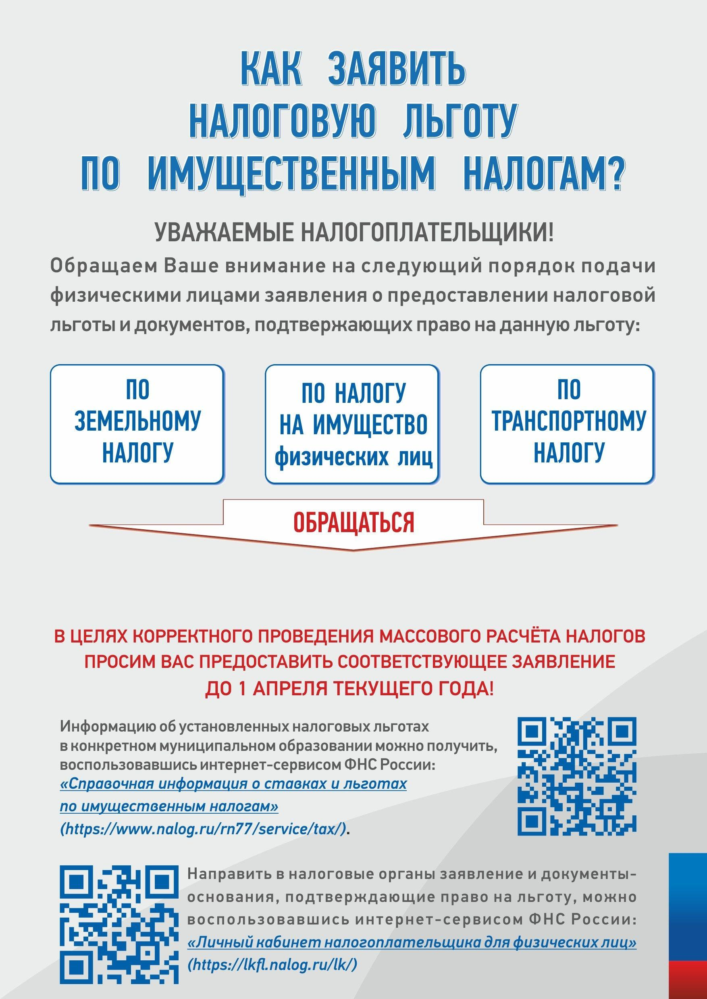 КАК ЗАЯВИТЬ
НАЛОГОВУЮ ЛЬГОТУ
ПО ИМУЩЕСТВЕННЫМ НАЛОГАМ?
УВАЖАЕМЫЕ НАЛОГОПЛАТЕЛЬЩИКИ!
Обращаем Ваше внимание на следующий порядок подачи
физическими лицами заявления о предоставлении налоговой
льготы и документов, подтвержающих право на данную льготу:
ПО
ЗЕМЕЛЬНОМУ
НАЛОГУ
ПО НАЛОГУ
НА ИМУЩЕСТВО
физических лиц
ПО
ТРАНСПОРТНОМУ
НАЛОГУ
ОБРАЩАТЬСЯ
В ЦЕЛЯХ КОРРЕКТНОГО ПРОВЕДЕНИЯ МАССОВОГО РАСЧЁТА НАЛОГОВ
ПРОСИМ ВАС ПРЕДОСТАВИТЬ СООТВЕТСТВУЮЩЕЕ ЗАЯВЛЕНИЕ
ДО 1 АПРЕЛЯ ТЕКУЩЕГО ГОДА!
Информацию об установленных налоговых льготах
в конкретном муниципальном образовании можно получить,
воспользовавшись интернет-сервисом ФНС России:
«Справочная информация о ставках и льготах
по имущественным налогам»
(https://www.nalog.ru/rn77/service/tax/).
Направить в налоговые органы заявление и документы-
основания, подтверждающие право на льготу, можно
воспользовавшись интернет-сервисом ФНС России:
«Личный кабинет налогоплательщика для физических лиц»
(https://lkfl.nalog.ru/lk/)